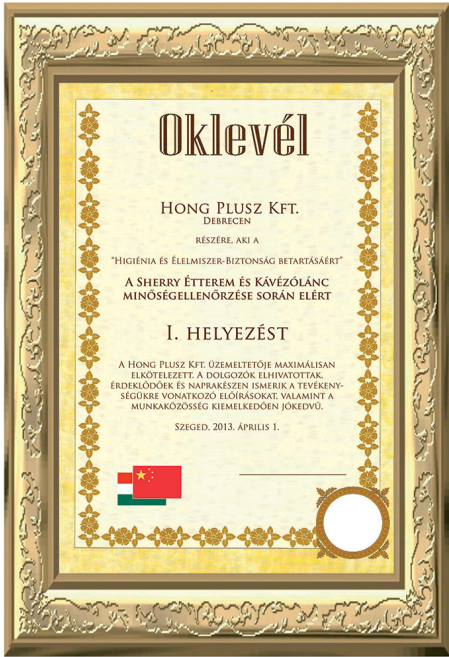 Oklevél
Hong Plusz Kft.
Debrecen
részére, aki a
"Higiénia és Élelmiszer-Biztonság betartásáért"
A Sherry Étterem és Kávézólánc
minőségellenőrzése során elért
I. helyezést
A Hong Plusz Kft. üzemeltetője maximálisan
elkötelezett. A dolgozók elhivatottak,
érdeklődőek és naprakészen ismerik a tevékeny-
ségükre vonatkozó előírásokat, valamint a
munkaközösség kiemelkedően jókedvű.
Szeged, 2013. április 1.